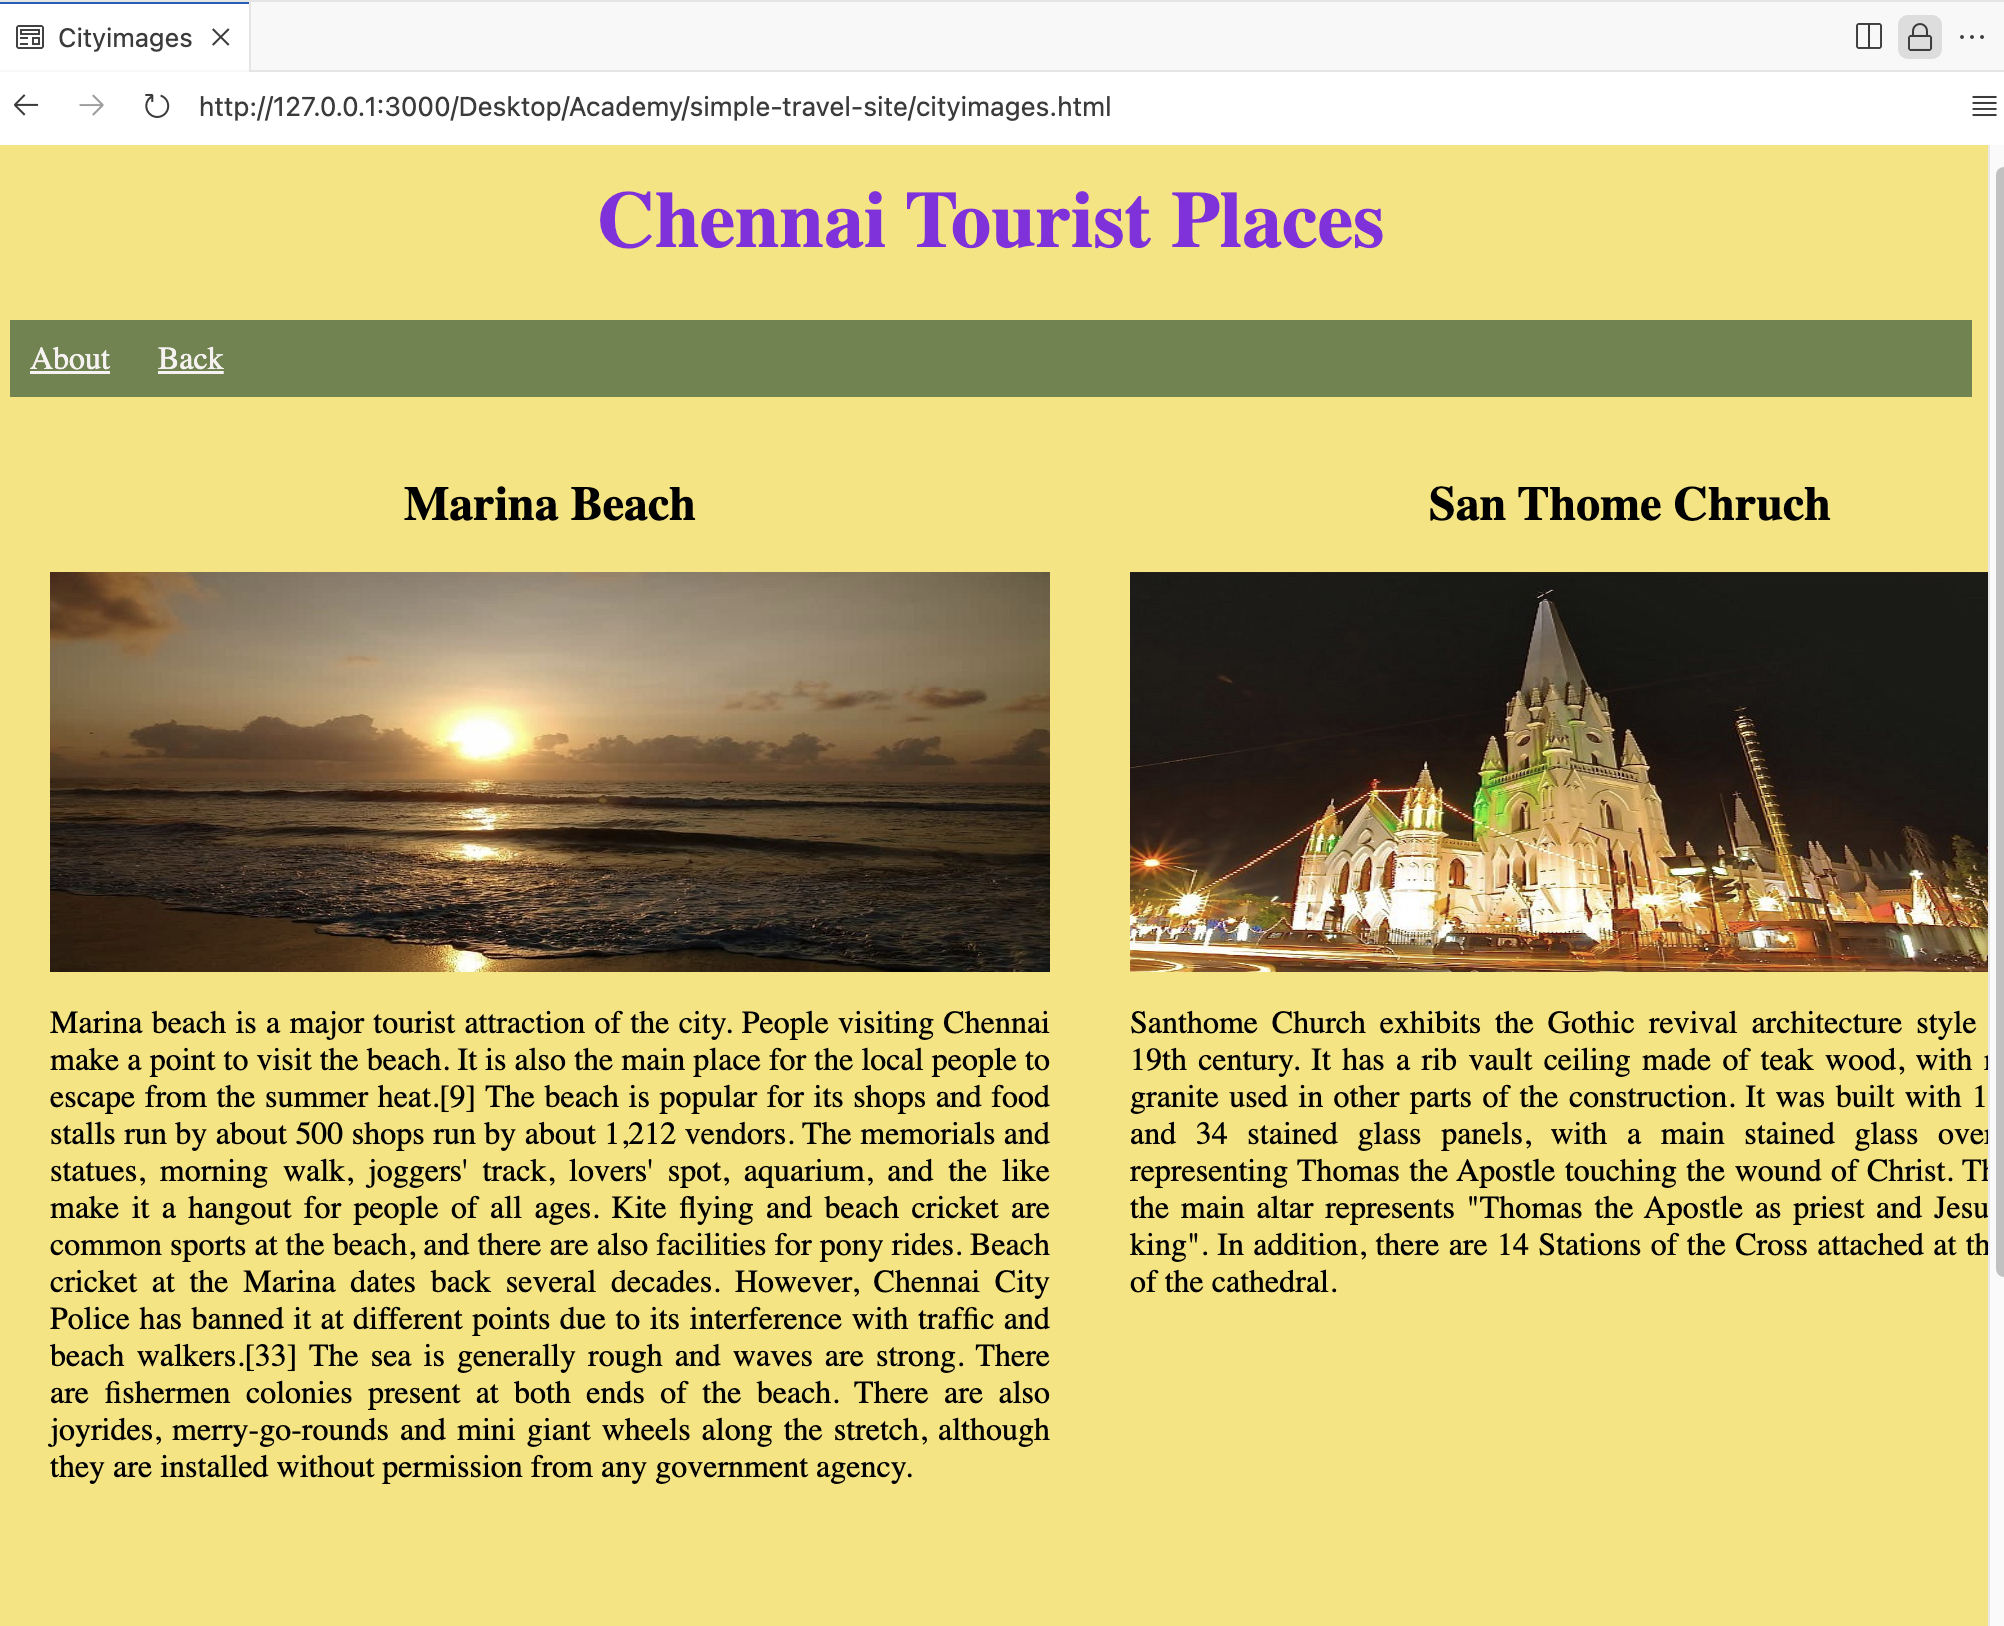 Cityimages
http://127.0.0.1:3000/Desktop/Academy/simple-travel-site/cityimages.html
Chennai Tourist Places
About Back
Marina Beach
Marina beach is a major tourist attraction of the city. People visiting Chennai
make a point to visit the beach. It is also the main place for the local people to
escape from the summer heat.[9] The beach is popular for its shops and food
stalls run by about 500 shops run by about 1,212 vendors. The memorials and
statues, morning walk, joggers' track, lovers' spot, aquarium, and the like
make it a hangout for people of all ages. Kite flying and beach cricket are
common sports at the beach, and there are also facilities for pony rides. Beach
cricket at the Marina dates back several decades. However, Chennai City
Police has banned it at different points due to its interference with traffic and
beach walkers.[33] The sea is generally rough and waves are strong. There
are fishermen colonies present at both ends of the beach. There are also
joyrides, merry-go-rounds and mini giant wheels along the stretch, although
they are installed without permission from any government agency.
San Thome Chruch
Santhome Church exhibits the Gothic revival architecture style
19th century. It has a rib vault ceiling made of teak wood, with
granite used in other parts of the construction. It was built with
and 34 stained glass panels, with a main stained glass
representing Thomas the Apostle touching the wound of Christ.
the main altar represents "Thomas the Apostle as priest and
king". In addition, there are 14 Stations of the Cross attached at
of the cathedral.